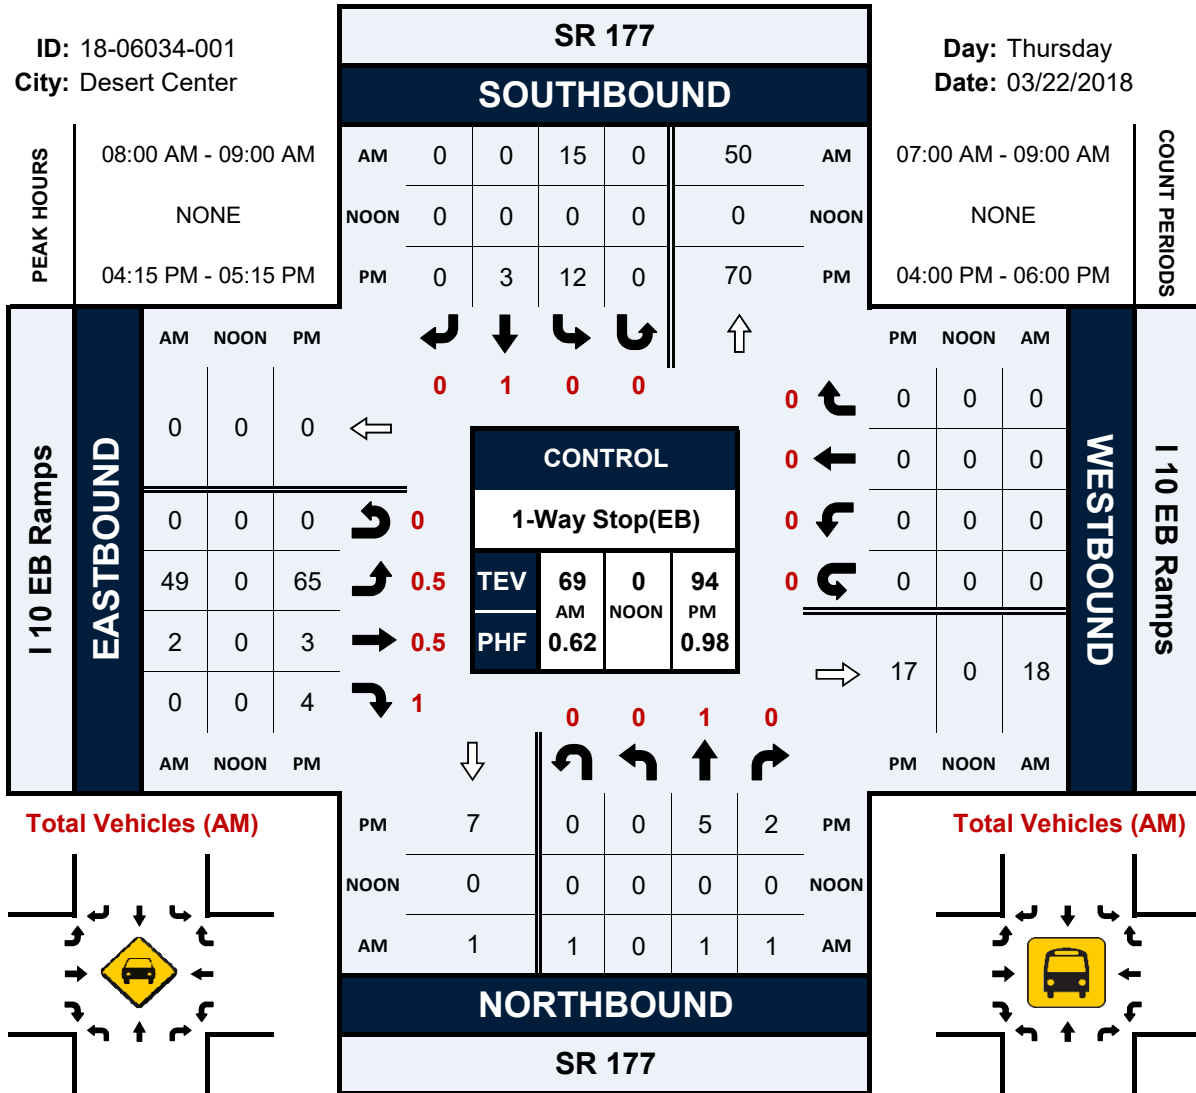 SR 177
ID: 18-06034-001
Day: Thursday
City: Desert Center
Date: 03/22/2018
SOUTHBOUND
PEAK HOURS
08:00 AM - 09:00 AM
AM 0 0 15 0 50 AM
07:00 AM - 09:00 AM
COUNT PERIODS
NONE
NOON 0 0 0 0 0 NOON
NONE
04:15 PM - 05:15 PM
PM 0 3 12 0 70 PM
04:00 PM - 06:00 PM
I 10 EB Ramps
EASTBOUND
AM NOON PM
0 0 0
0 0 0 0
49 0 65 0.5
2 0 3 0.5
0 0 4 1
AM NOON PM
0 1 0 0
CONTROL
1-Way Stop(EB)
TEV 69 0 94
AM NOON PM
PHF 0.62 0.98
PM NOON AM
0 0 0 0
0 0 0 0
0 0 0 0
0 0 0 0
17 0 18
PM NOON AM
WESTBOUND
I 10 EB Ramps
0 0 1 0
Total Vehicles (AM)
PM 7 0 0 5 2 PM
NOON 0 0 0 0 0 NOON
AM 1 1 0 1 1 AM
Total Vehicles (AM)
NORTHBOUND
SR 177